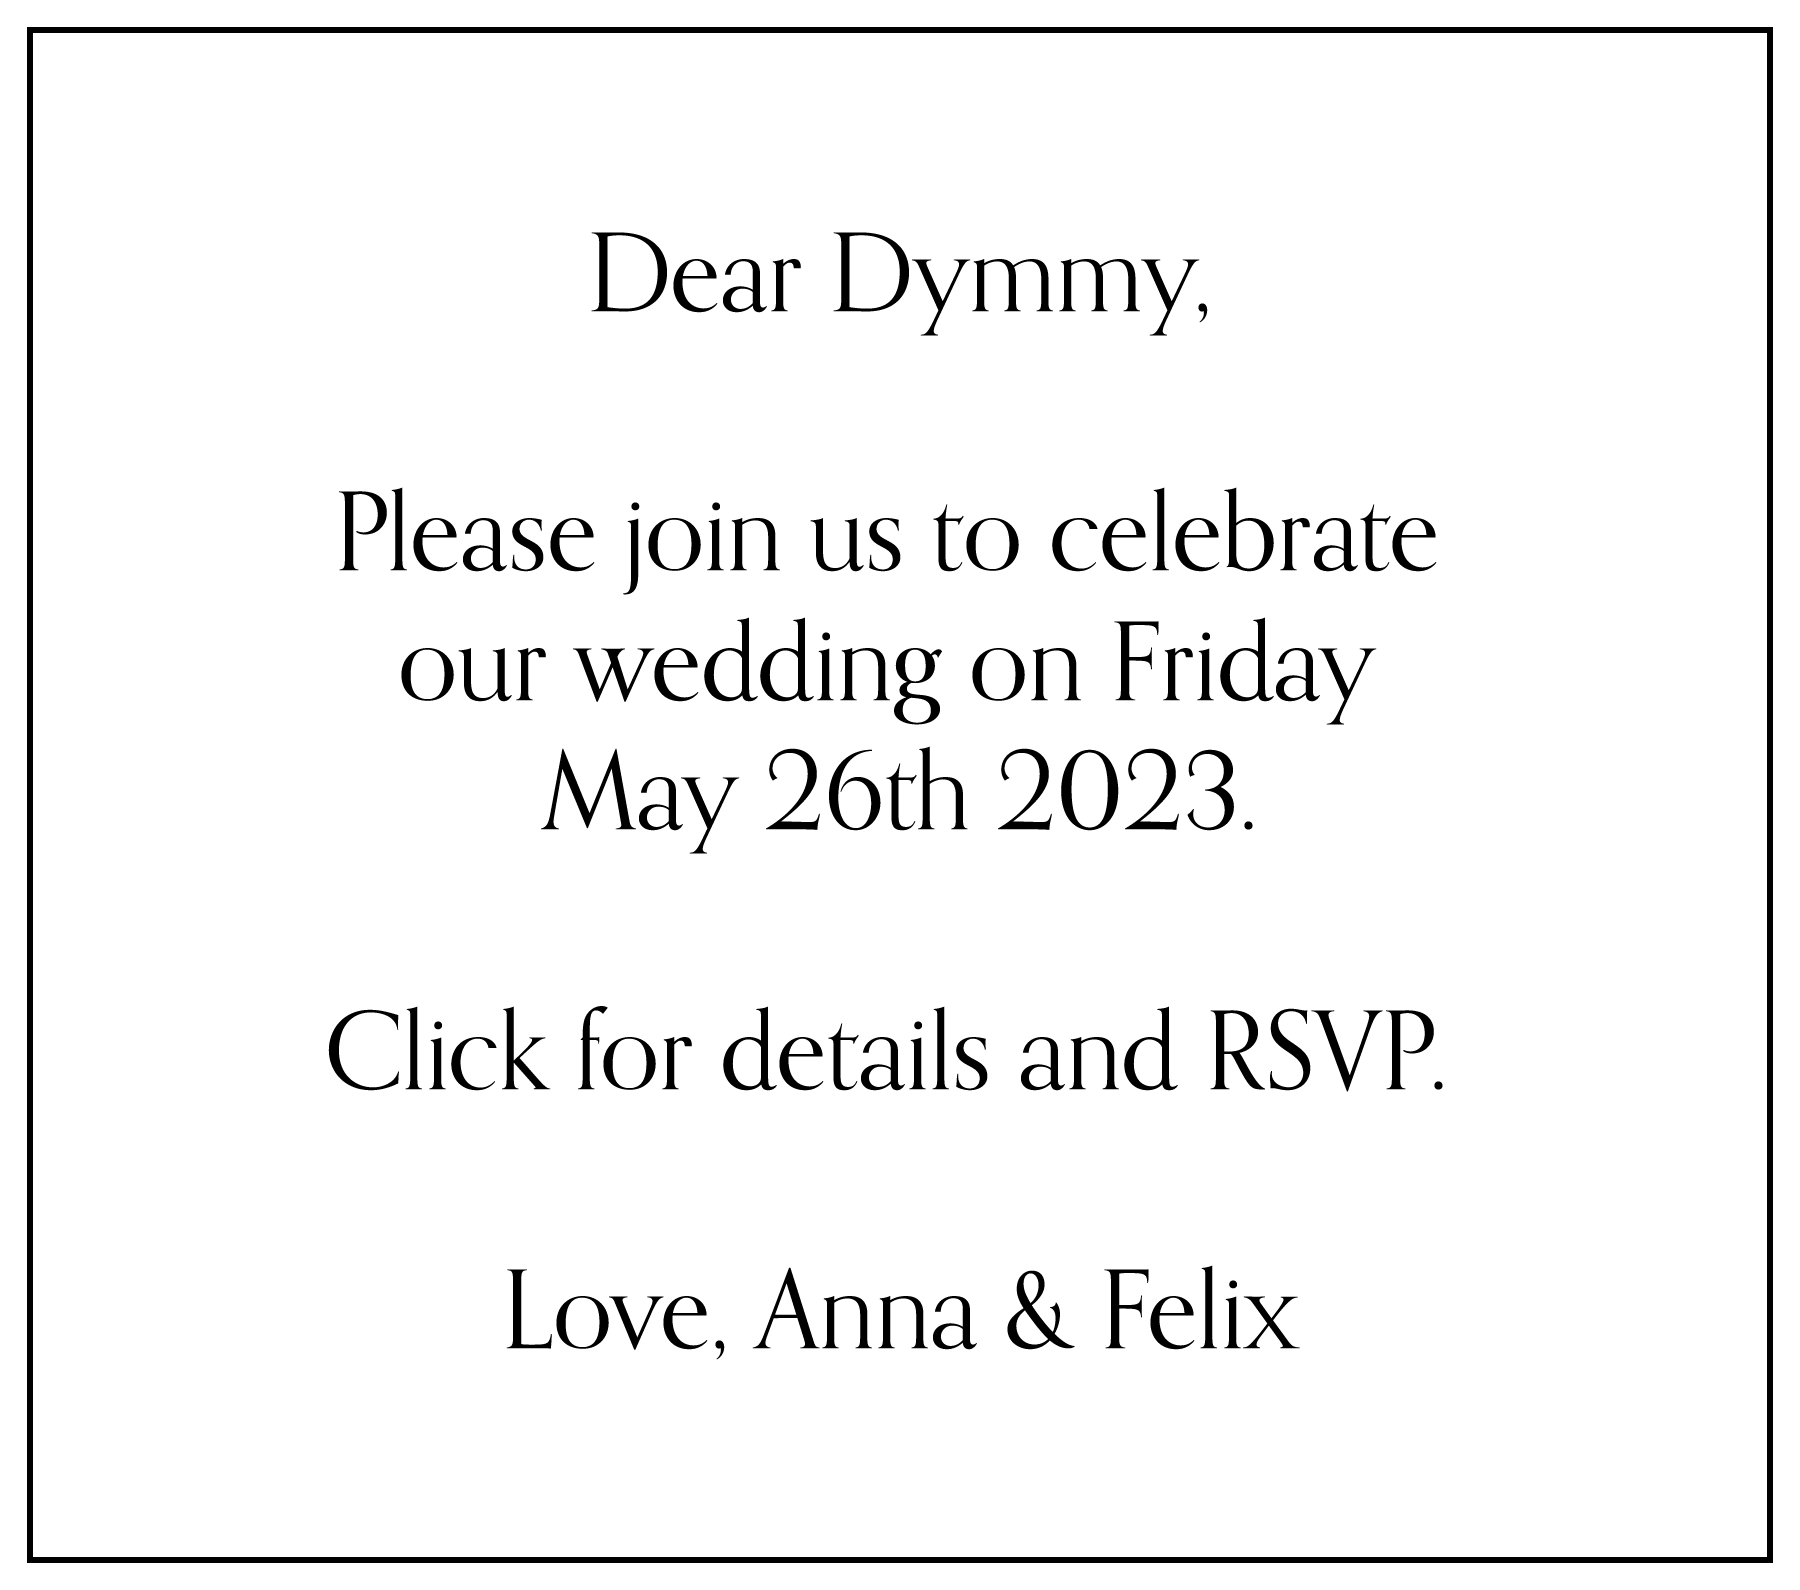 Dear Dymmy,
Please join us to celebrate
our wedding on Friday
May 26th 2023.
Click for details and RSVP.
Love, Anna & Felix